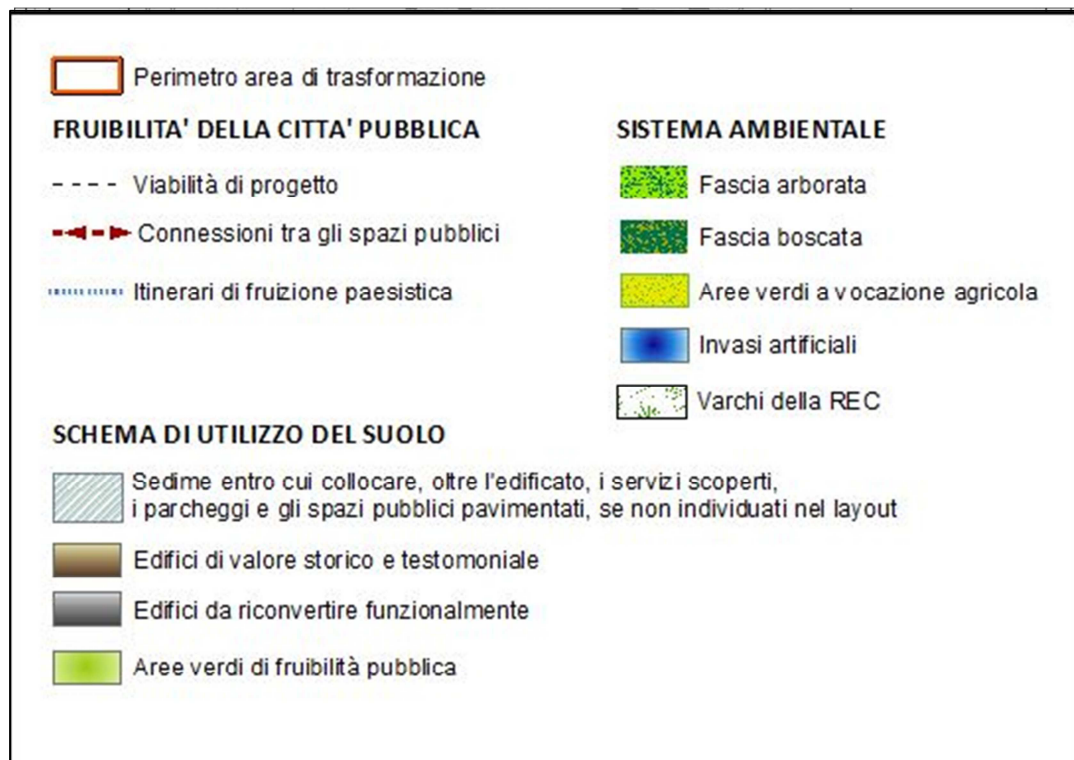 Perimetro area di trasformazione
FRUIBILITA' DELLA CITTA' PUBBLICA
Viabilità di progetto
Connessioni tra gli spazi pubblici
Itinerari di fruizione paesistica
SISTEMA AMBIENTALE
Fascia arborata
Fascia boscata
Aree verdi a vocazione agricola
Invasi artificiali
Varchi della REC
SCHEMA DI UTILIZZO DEL SUOLO
Sedime entro cui collocare, oltre l'edificato, i servizi scoperti,
i parcheggi e gli spazi pubblici pavimentati, se non individuati nel layout
Edifici di valore storico e testomoniale
Edifici da riconvertire funzionalmente
Aree verdi di fruibilità pubblica